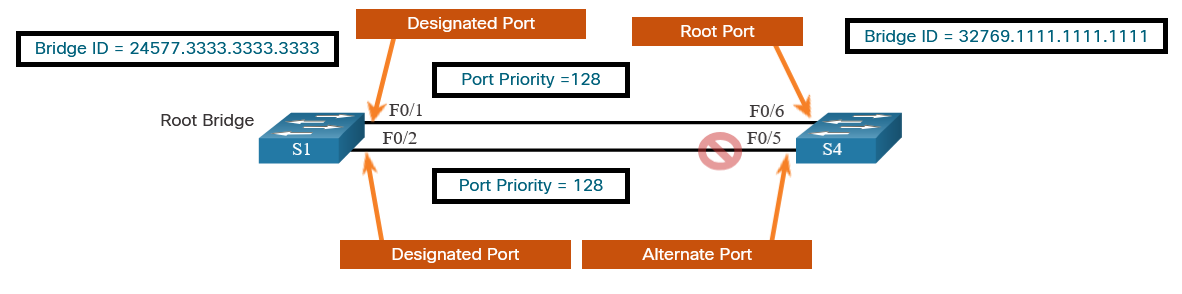 Designated Port
Root Port
Bridge ID = 24577.3333.3333.3333
Bridge ID = 32769.1111.1111.1111
Port Priority =128
Root Bridge
F0/1
F0/6
S1
F0/2
F0/5
S4
Port Priority = 128
Designated Port
Alternate Port